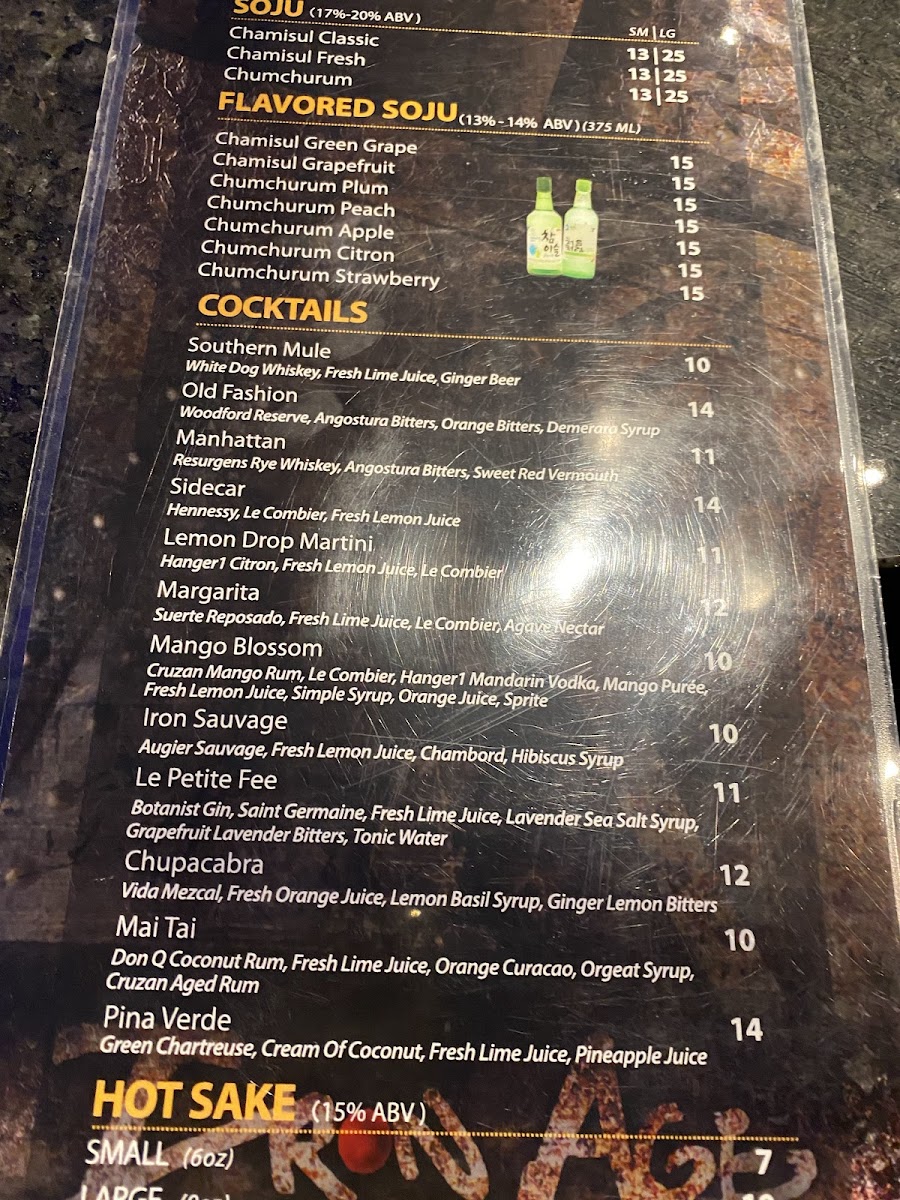 SOJU (17%-20% ABV) SM|LG
Chamisul Classic 13|25
Chamisul Fresh 13|25
Chumchurum 13|25
FLAVORED SOJU (13%-14% ABV) (375 ML)
Chamisul Green Grape 15
Chamisul Grapefruit 15
Chumchurum Plum 15
Chumchurum Peach 15
Chumchurum Apple 15
Chumchurum Citron 15
Chumchurum Strawberry 15
참이슬
COCKTAILS
Southern Mule 10
White Dog Whiskey, Fresh Lime Juice, Ginger Beer
Old Fashion 14
Woodford Reserve, Angostura Bitters, Orange Bitters, Demerara Syrup
Manhattan 11
Resurgens Rye Whiskey, Angostura Bitters, Sweet Red Vermouth
Sidecar 14
Hennessy, Le Combier, Fresh Lemon Juice
Lemon Drop Martini 11
Hanger1 Citron, Fresh Lemon Juice, Le Combier
Margarita 12
Suerte Reposado, Fresh Lime Juice, Le Combier, Agave Nectar
Mango Blossom 10
Cruzan Mango Rum, Le Combier, Hanger1 Mandarin Vodka, Mango Purée,
Fresh Lemon Juice, Simple Syrup, Orange Juice, Sprite
Iron Sauvage 10
Augier Sauvage, Fresh Lemon Juice, Chambord, Hibiscus Syrup
Le Petite Fee 11
Botanist Gin, Saint Germaine, Fresh Lime Juice, Lavender Sea Salt Syrup,
Grapefruit Lavender Bitters, Tonic Water
Chupacabra 12
Vida Mezcal, Fresh Orange Juice, Lemon Basil Syrup, Ginger Lemon Bitters
Mai Tai 10
Don Q Coconut Rum, Fresh Lime Juice, Orange Curacao, Orgeat Syrup,
Cruzan Aged Rum
Pina Verde 14
Green Chartreuse, Cream Of Coconut, Fresh Lime Juice, Pineapple Juice
HOT SAKE (15% ABV)
SMALL (6oz) 7
LARGE